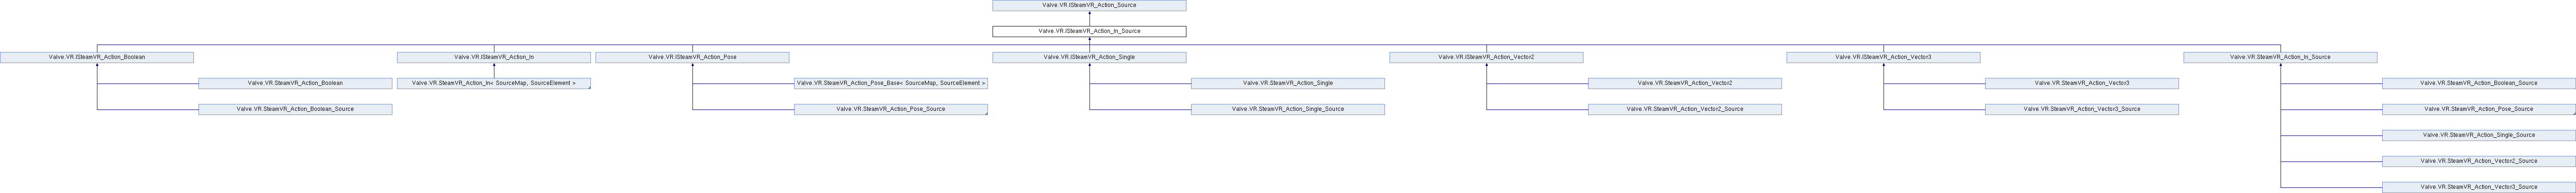 Valve.VR.ISteamVR_Action_Source
Valve.VR.ISteamVR_Action_In_Source
Valve.VR.ISteamVR_Action_Boolean
Valve.VR.ISteamVR_Action_In
Valve.VR.ISteamVR_Action_Pose
Valve.VR.ISteamVR_Action_Single
Valve.VR.ISteamVR_Action_Vector2
Valve.VR.ISteamVR_Action_Vector3
Valve.VR.SteamVR_Action_In_Source
Valve.VR.SteamVR_Action_Boolean
Valve.VR.SteamVR_Action_In< SourceMap, SourceElement >
Valve.VR.SteamVR_Action_Pose_Base< SourceMap, SourceElement >
Valve.VR.SteamVR_Action_Single
Valve.VR.SteamVR_Action_Vector2
Valve.VR.SteamVR_Action_Vector3
Valve.VR.SteamVR_Action_Boolean_Source
Valve.VR.SteamVR_Action_Boolean_Source
Valve.VR.SteamVR_Action_Pose_Source
Valve.VR.SteamVR_Action_Single_Source
Valve.VR.SteamVR_Action_Vector2_Source
Valve.VR.SteamVR_Action_Vector3_Source
Valve.VR.SteamVR_Action_Pose_Source
Valve.VR.SteamVR_Action_Single_Source
Valve.VR.SteamVR_Action_Vector2_Source
Valve.VR.SteamVR_Action_Vector3_Source